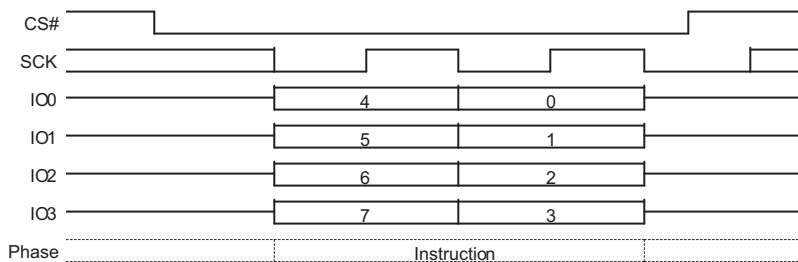 CS#
SCK
IO0 4 0
IO1 5 1
IO2 6 2
IO3 7 3
Phase Instruction